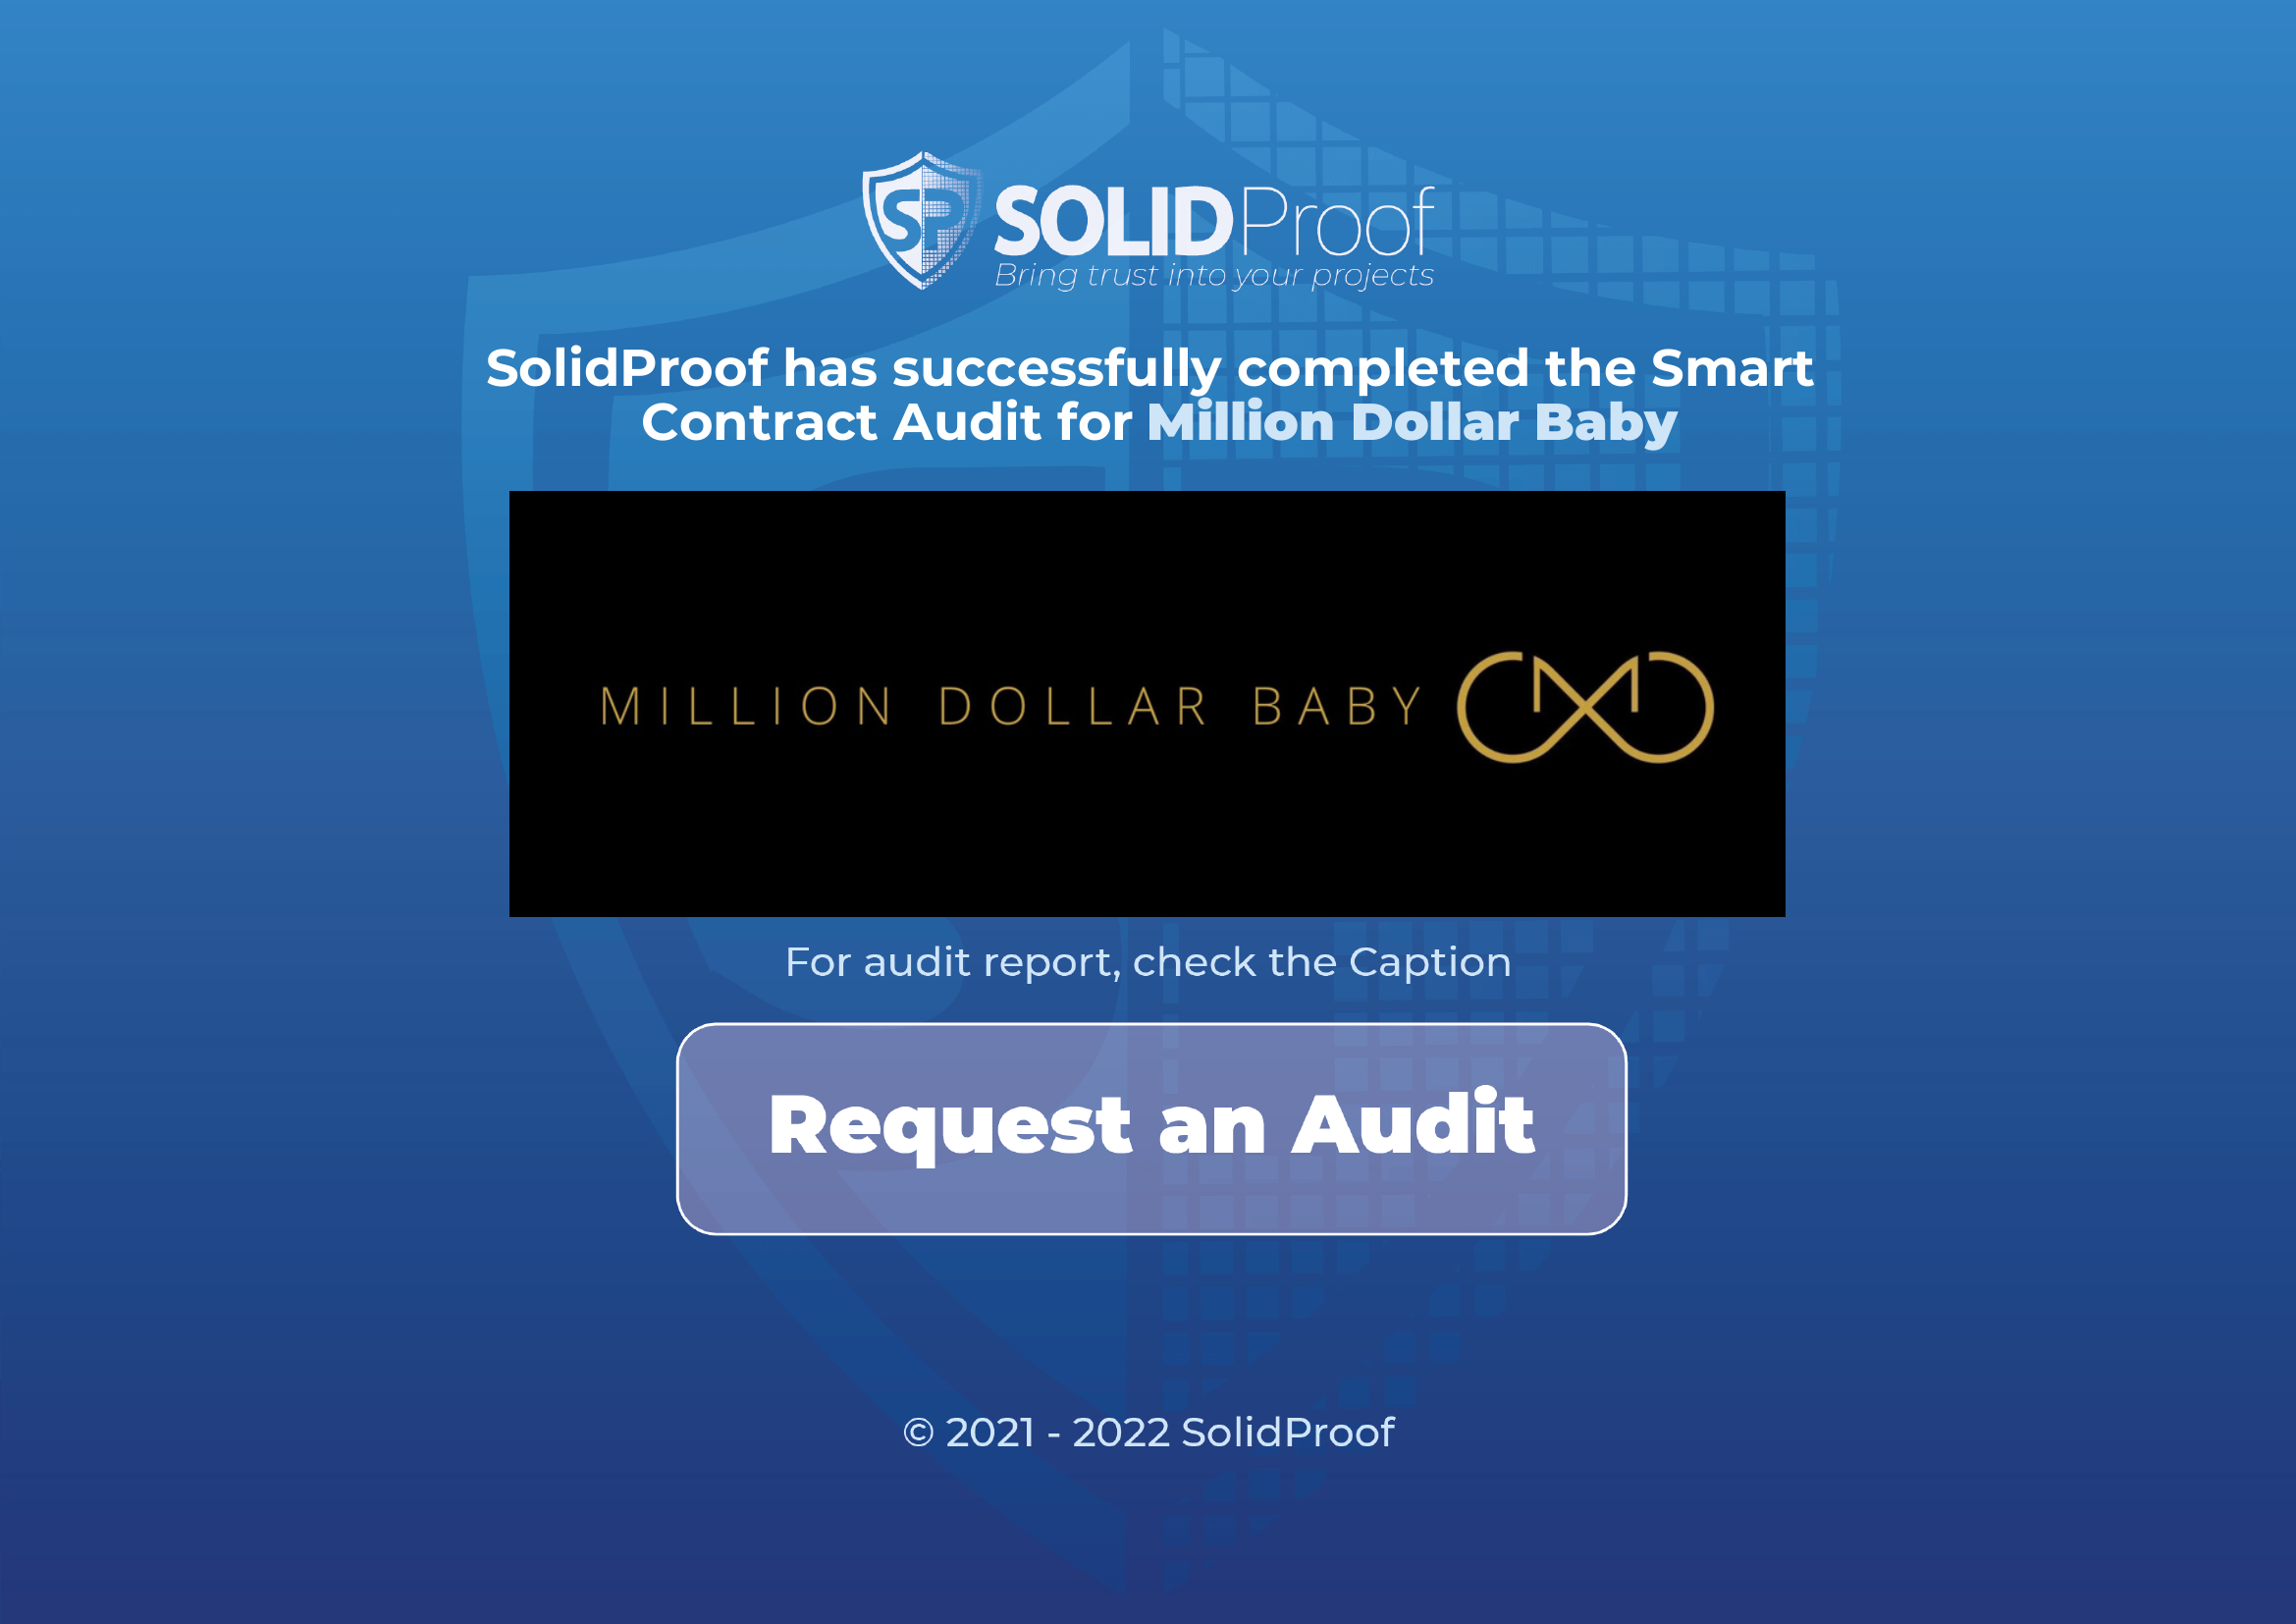 SP SOLIDProof
Bring trust into your projects
SolidProof has successfully completed the Smart
Contract Audit for Million Dollar Baby
MILLION DOLLAR BABY
For audit report, check the Caption
Request an Audit
© 2021 - 2022 SolidProof